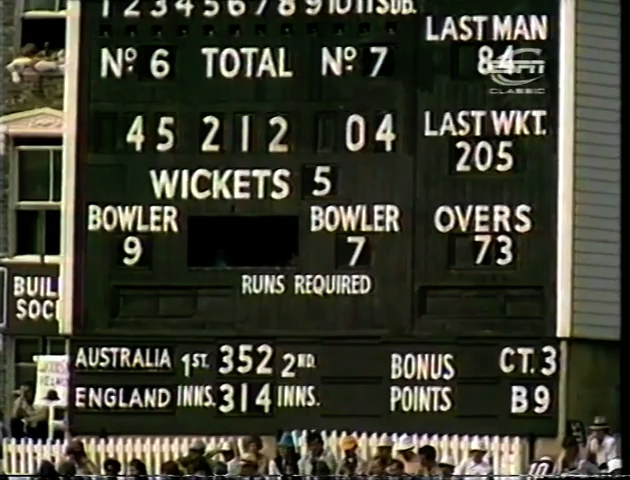 1 2 3 4 5 6 7 8 9 10 11 SUB.
LAST MAN
84
ESPN
CLASSIC
Nº 6 TOTAL Nº 7
45 212 04
LAST WKT.
205
WICKETS 5
BOWLER BOWLER OVERS
9 7 73
RUNS REQUIRED
BUIL
SOCI
AUSTRALIA 1ST. 352 2ND. BONUS CT. 3
ENGLAND INNS. 314 INNS. POINTS B 9